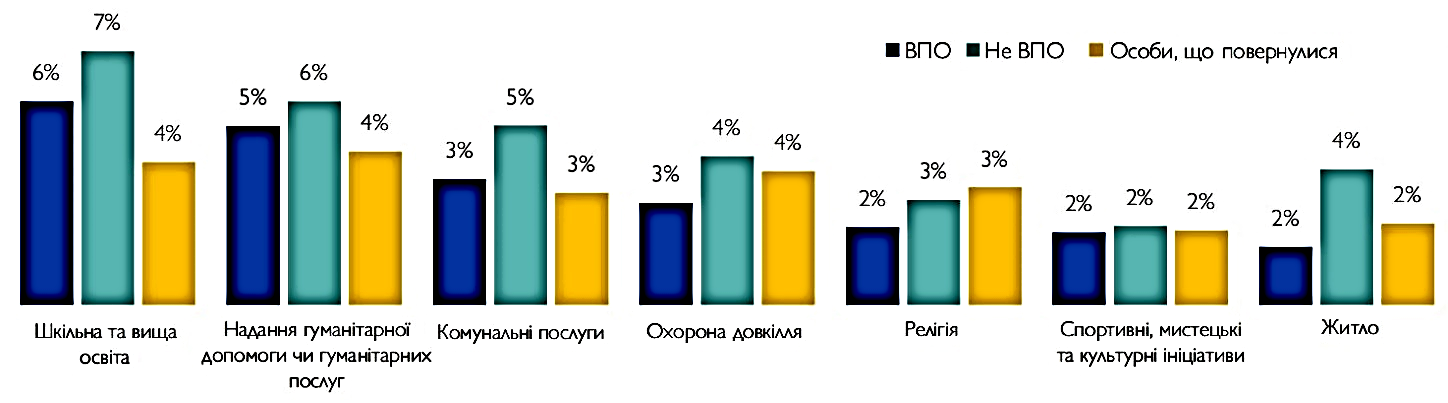 7%
6%
4%
5%
6%
4%
3%
5%
3%
3%
4%
4%
2%
3%
3%
2%
2%
2%
2%
4%
2%
ВПО
Не ВПО
Особи, що повернулися
Шкільна та вища
освіта
Надання гуманітарної
допомоги чи гуманітарних
послуг
Комунальні послуги
Охорона довкілля
Релігія
Спортивні, мистецькі
та культурні ініціативи
Житло